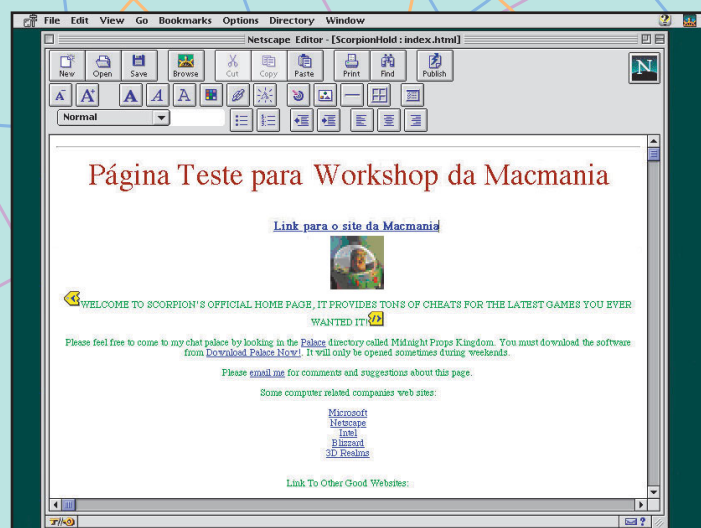 File Edit View Go Bookmarks Options Directory Window
Netscape Editor - [ScorpionHold : index.html]
New Open Save Browse Cut Copy Paste Print Find Publish
N
A A A A A
Normal
Página Teste para Workshop da Macmania
Link para o site da Macmania
WELCOME TO SCORPION'S OFFICIAL HOME PAGE, IT PROVIDES TONS OF CHEATS FOR THE LATEST GAMES YOU EVER
WANTED IT!
Please feel free to come to my chat palace by looking in the Palace directory called Midnight Props Kingdom. You must download the software
from Download Palace Now!. It will only be opened sometimes during weekends.
Please email me for comments and suggestions about this page.
Some computer related companies web sites:
Microsoft
Netscape
Intel
Blizzard
3D Realms
Link To Other Good Websites: